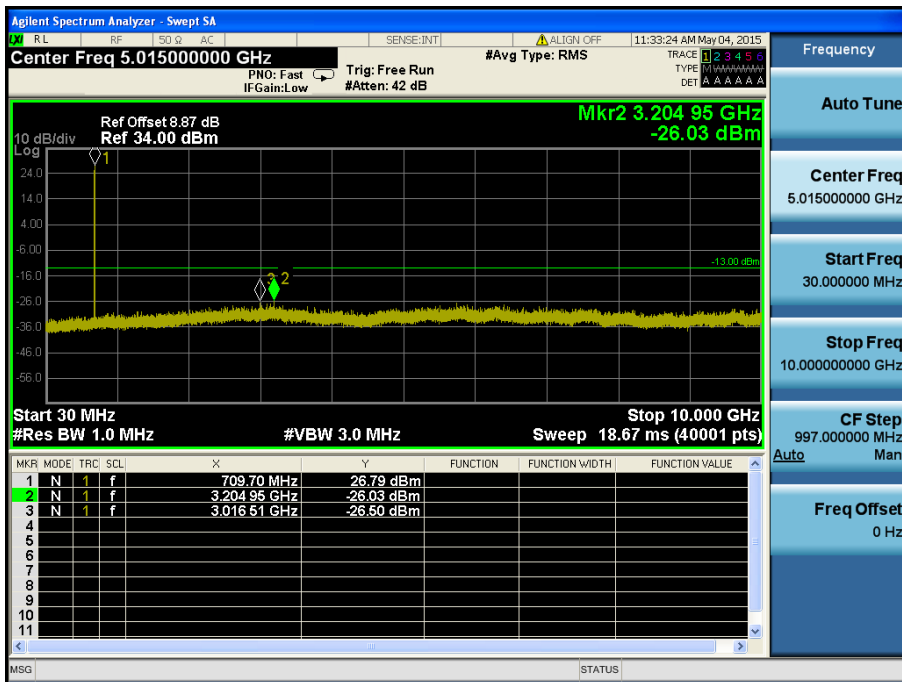 Agilent Spectrum Analyzer - Swept SA
LXI RL RF 50 Ω AC SENSE:INT ALIGN OFF 11:33:24 AM May 04, 2015
Center Freq 5.015000000 GHz
PNO: Fast
IFGain:Low
Trig: Free Run
#Atten: 42 dB
#Avg Type: RMS
TRACE 1 2 3 4 5 6
TYPE M WWWWW
DET A A A A A A
Mkr2 3.204 95 GHz
-26.03 dBm
Ref Offset 8.87 dB
Ref 34.00 dBm
10 dB/div
Log
1
24.0
14.0
4.00
-6.00
-13.00 dBm
-16.0
3 2
-26.0
-36.0
-46.0
-56.0
Start 30 MHz Stop 10.000 GHz
#Res BW 1.0 MHz #VBW 3.0 MHz Sweep 18.67 ms (40001 pts)
MKR MODE TRC SCL X Y FUNCTION FUNCTION WIDTH FUNCTION VALUE
1 N 1 f 709.70 MHz 26.79 dBm
2 N 1 f 3.204 95 GHz -26.03 dBm
3 N 1 f 3.016 51 GHz -26.50 dBm
4
5
6
7
8
9
10
11
MSG STATUS
Frequency
Auto Tune
Center Freq
5.015000000 GHz
Start Freq
30.000000 MHz
Stop Freq
10.000000000 GHz
CF Step
997.000000 MHz
Auto Man
Freq Offset
0 Hz